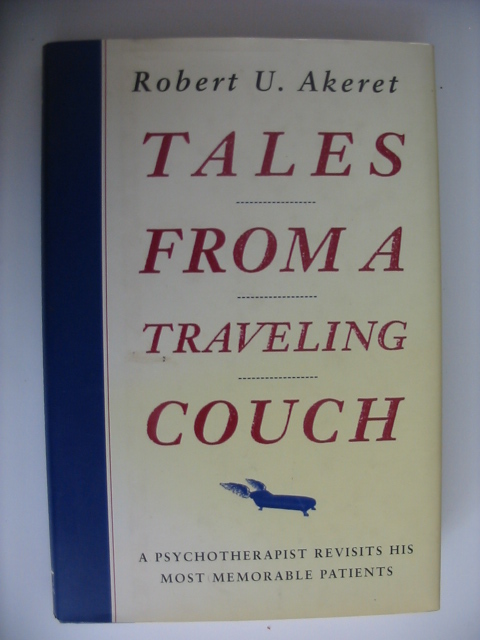 Robert U. Akeret
TALES
FROM A
TRAVELING
COUCH
A PSYCHOTHERAPIST REVISITS HIS
MOST MEMORABLE PATIENTS